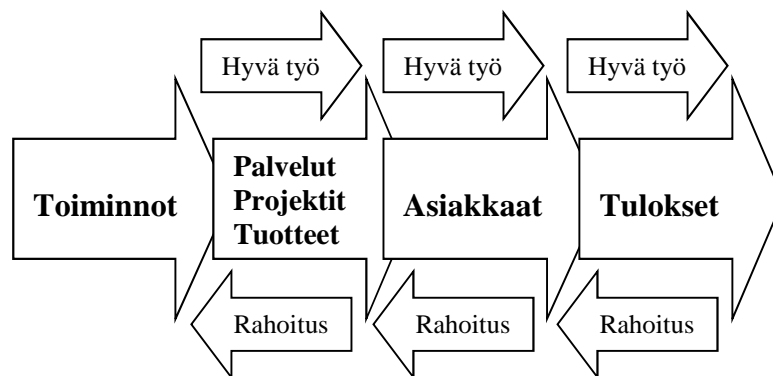 Hyvä työ
Hyvä työ
Hyvä työ
Toiminnot
Palvelut
Projektit
Tuotteet
Asiakkaat
Tulokset
Rahoitus
Rahoitus
Rahoitus